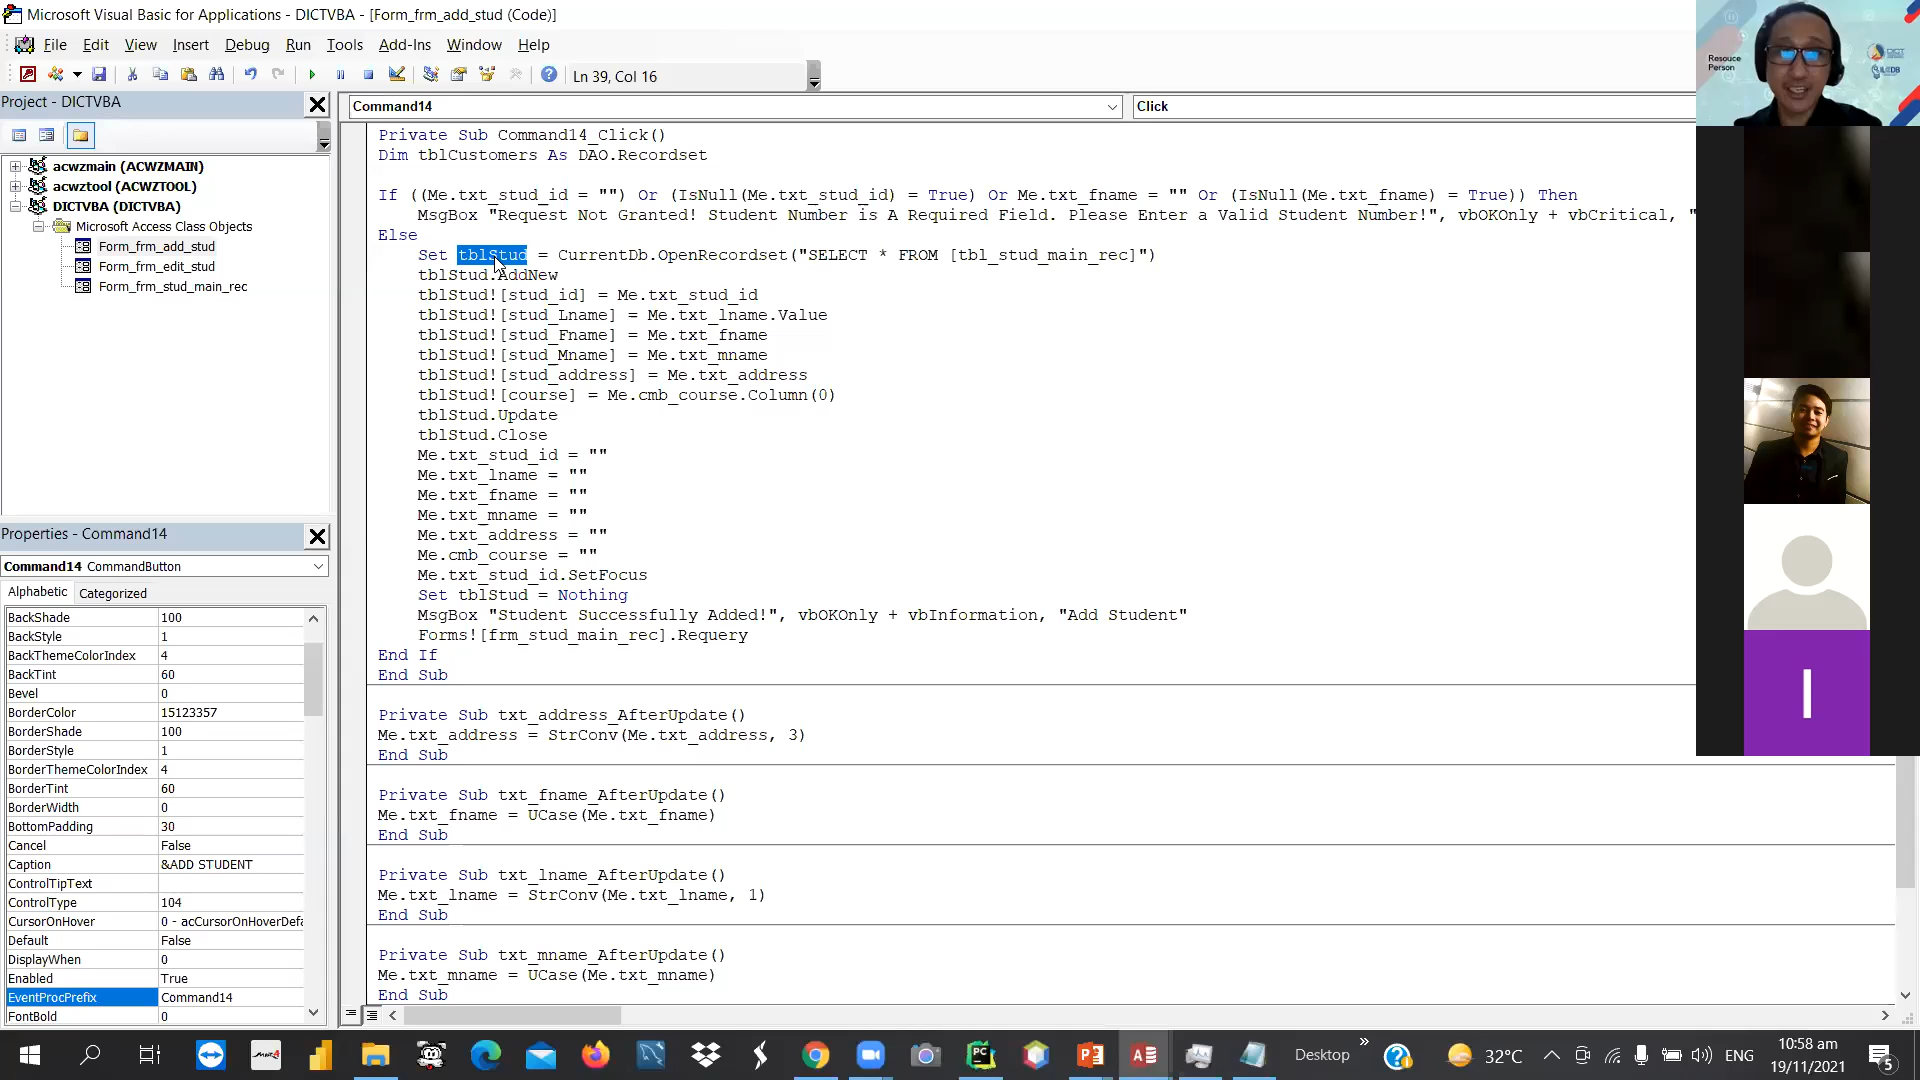 Microsoft Visual Basic for Applications - DICTVBA - [Form_frm_add_stud (Code)]
File Edit View Insert Debug Run Tools Add-Ins Window Help
Ln 39, Col 16
Project - DICTVBA
acwzmain (ACWZMAIN)
acwztool (ACWZTOOL)
DICTVBA (DICTVBA)
Microsoft Access Class Objects
Form_frm_add_stud
Form_frm_edit_stud
Form_frm_stud_main_rec
Properties - Command14
Command14 CommandButton
Alphabetic Categorized
BackShade 100
BackStyle 1
BackThemeColorIndex 4
BackTint 60
Bevel 0
BorderColor 15123357
BorderShade 100
BorderStyle 1
BorderThemeColorIndex 4
BorderTint 60
BorderWidth 0
BottomPadding 30
Cancel False
Caption &ADD STUDENT
ControlTipText
ControlType 104
CursorOnHover 0 - acCursorOnHoverDefa
Default False
DisplayWhen 0
Enabled True
EventProcPrefix Command14
FontBold 0
Command14 Click
Private Sub Command14_Click()
Dim tblCustomers As DAO.Recordset
If ((Me.txt_stud_id = "") Or (IsNull(Me.txt_stud_id) = True) Or Me.txt_fname = "" Or (IsNull(Me.txt_fname) = True)) Then
MsgBox "Request Not Granted! Student Number is A Required Field. Please Enter a Valid Student Number!", vbOKOnly + vbCritical, "
Else
Set tblStud = CurrentDb.OpenRecordset("SELECT * FROM [tbl_stud_main_rec]")
tblStud.AddNew
tblStud![stud_id] = Me.txt_stud_id
tblStud![stud_Lname] = Me.txt_lname.Value
tblStud![stud_Fname] = Me.txt_fname
tblStud![stud_Mname] = Me.txt_mname
tblStud![stud_address] = Me.txt_address
tblStud![course] = Me.cmb_course.Column(0)
tblStud.Update
tblStud.Close
Me.txt_stud_id = ""
Me.txt_lname = ""
Me.txt_fname = ""
Me.txt_mname = ""
Me.txt_address = ""
Me.cmb_course = ""
Me.txt_stud_id.SetFocus
Set tblStud = Nothing
MsgBox "Student Successfully Added!", vbOKOnly + vbInformation, "Add Student"
Forms![frm_stud_main_rec].Requery
End If
End Sub
Private Sub txt_address_AfterUpdate()
Me.txt_address = StrConv(Me.txt_address, 3)
End Sub
Private Sub txt_fname_AfterUpdate()
Me.txt_fname = UCase(Me.txt_fname)
End Sub
Private Sub txt_lname_AfterUpdate()
Me.txt_lname = StrConv(Me.txt_lname, 1)
End Sub
Private Sub txt_mname_AfterUpdate()
Me.txt_mname = UCase(Me.txt_mname)
End Sub
Resouce
Person
DICT
ILCDB
I
Desktop
32°C
ENG
10:58 am
19/11/2021
5